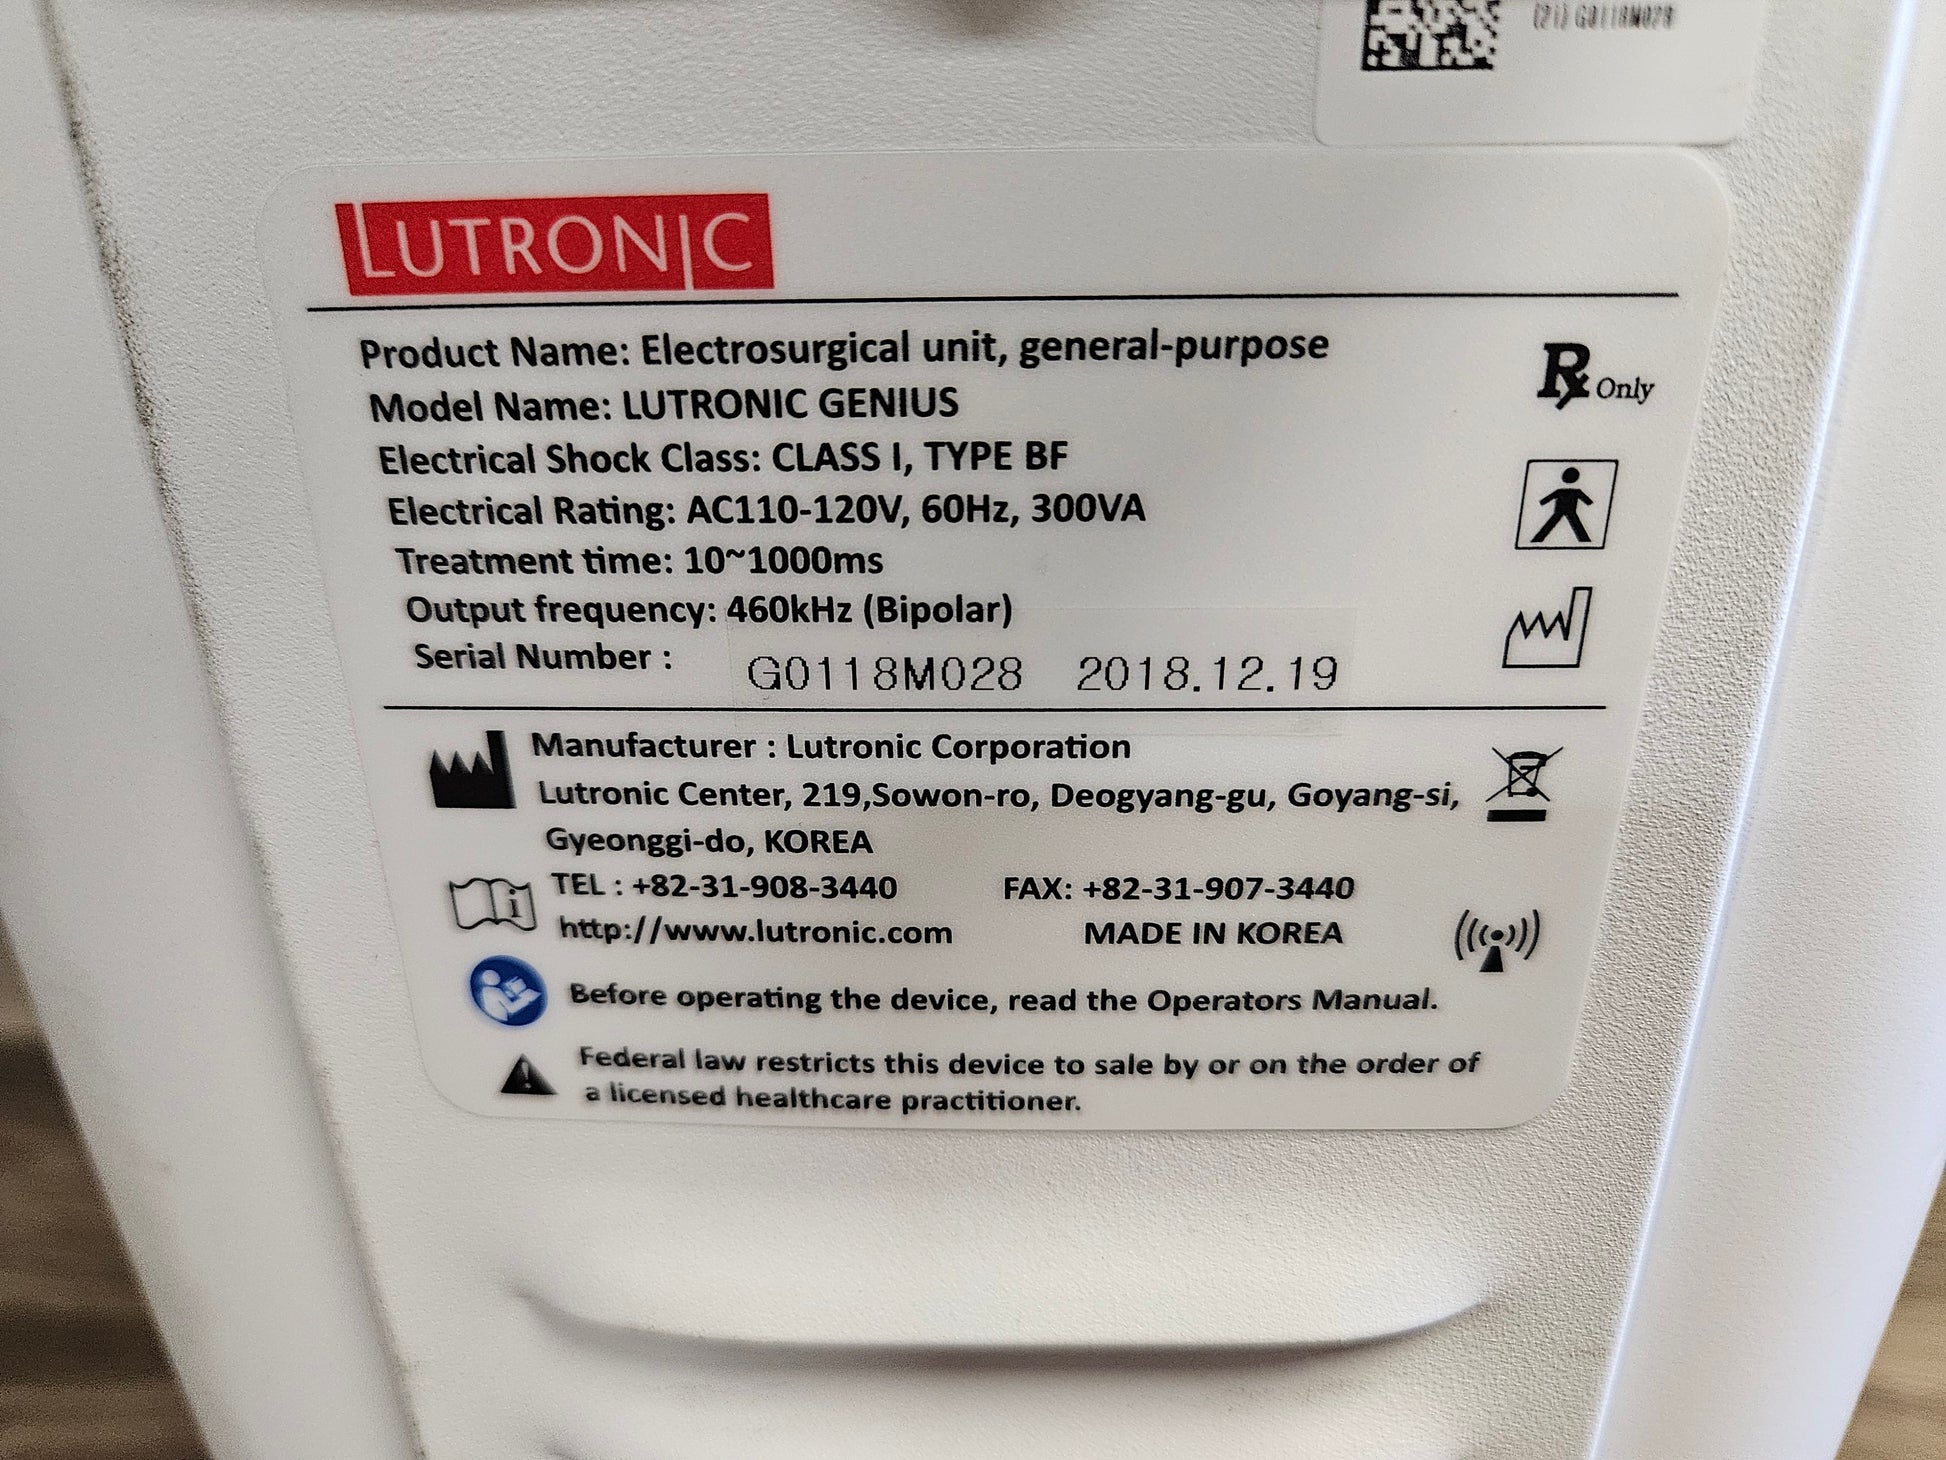 (21) G0118M028
LUTRONIC
Product Name: Electrosurgical unit, general-purpose
Model Name: LUTRONIC GENIUS
Electrical Shock Class: CLASS I, TYPE BF
Electrical Rating: AC110-120V, 60Hz, 300VA
Treatment time: 10~1000ms
Output frequency: 460kHz (Bipolar)
Serial Number : G0118M028 2018.12.19
Rx Only
Manufacturer : Lutronic Corporation
Lutronic Center, 219,Sowon-ro, Deogyang-gu, Goyang-si,
Gyeonggi-do, KOREA
TEL : +82-31-908-3440 FAX: +82-31-907-3440
http://www.lutronic.com MADE IN KOREA
Before operating the device, read the Operators Manual.
Federal law restricts this device to sale by or on the order of
a licensed healthcare practitioner.